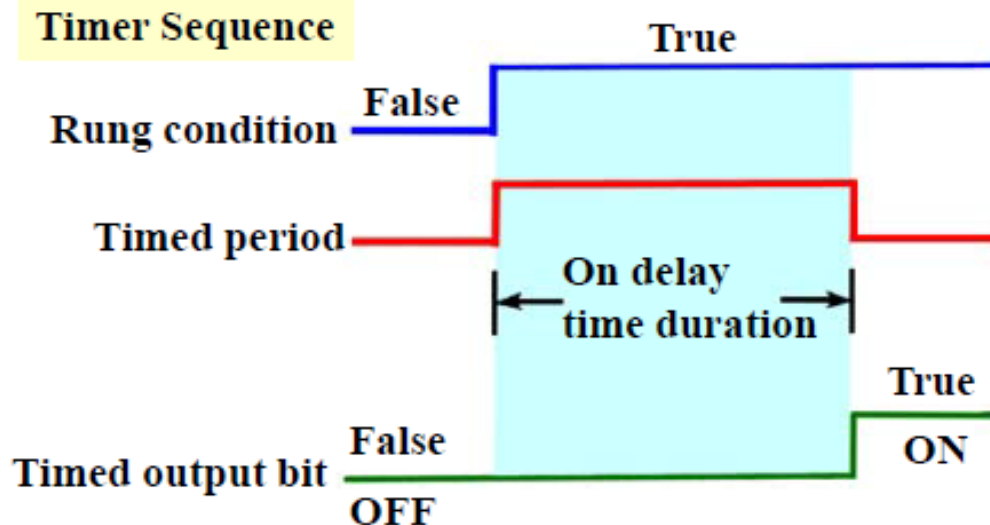 Timer Sequence
True
False
Rung condition
Timed period
On delay
time duration
True
False
ON
Timed output bit
OFF